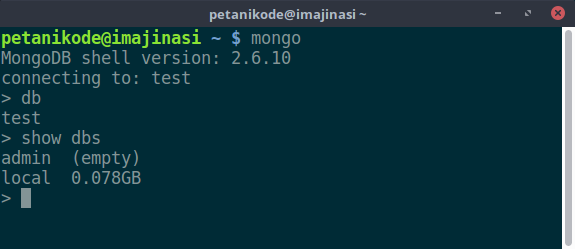 petanikode@imajinasi ~
petanikode@imajinasi ~ $ mongo
MongoDB shell version: 2.6.10
connecting to: test
> db
test
> show dbs
admin  (empty)
local  0.078GB
>